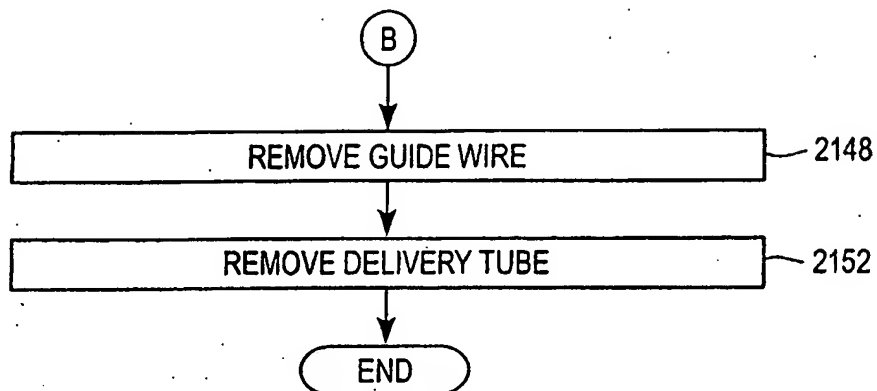 B
REMOVE GUIDE WIRE
2148
REMOVE DELIVERY TUBE
2152
END